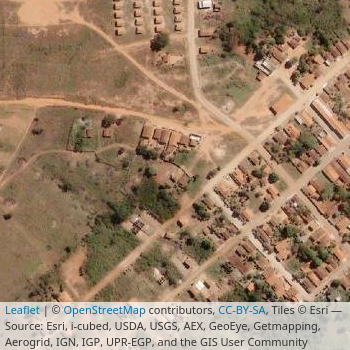 Leaflet | © OpenStreetMap contributors, CC-BY-SA, Tiles © Esri —
Source: Esri, i-cubed, USDA, USGS, AEX, GeoEye, Getmapping,
Aerogrid, IGN, IGP, UPR-EGP, and the GIS User Community